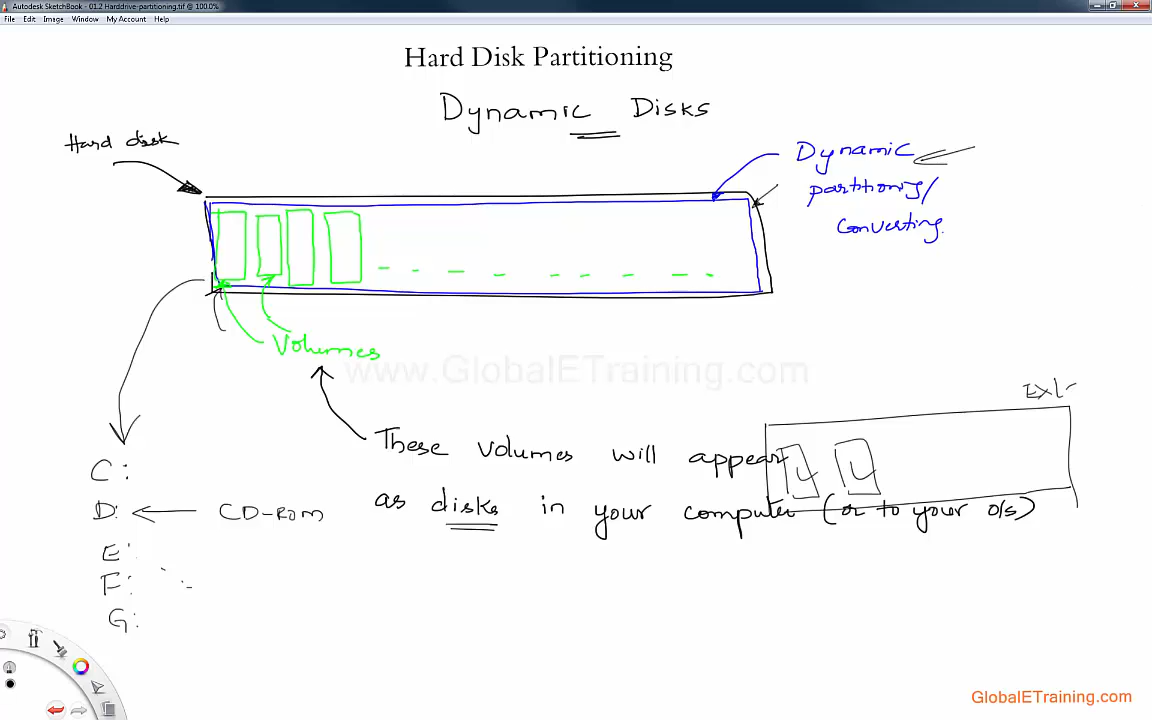 Autodesk SketchBook - 01.2 Harddrive-partitioning.tif @ 100.0%
File Edit Image Window My Account Help
Hard Disk Partitioning
Dynamic Disks
Hard disk
Dynamic
partitioning/
Converting.
Volumes
www.GlobalETraining.com
Ext
These volumes will appear
C:
as disks in your computer (or to your o/s)
D: CD-ROM
E:
F:
G:
GlobalETraining.com